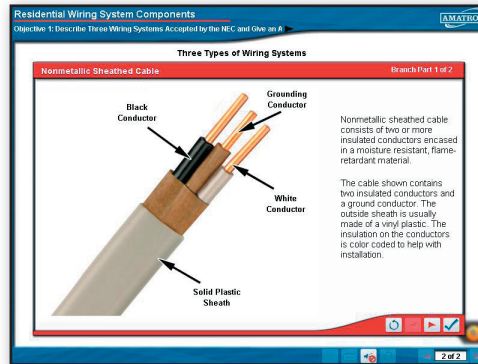 Residential Wiring System Components
AMATRO
Objective 1: Describe Three Wiring Systems Accepted by the NEC and Give an A
Three Types of Wiring Systems
Nonmetallic Sheathed Cable
Branch Part 1 of 2
Grounding
Conductor
Black
Conductor
White
Conductor
Solid Plastic
Sheath
Nonmetallic sheathed cable
consists of two or more
insulated conductors encased
in a moisture resistant, flame-
retardant material.
The cable shown contains
two insulated conductors and
a ground conductor. The
outside sheath is usually
made of a vinyl plastic. The
insulation on the conductors
is color coded to help with
installation.
2 of 2